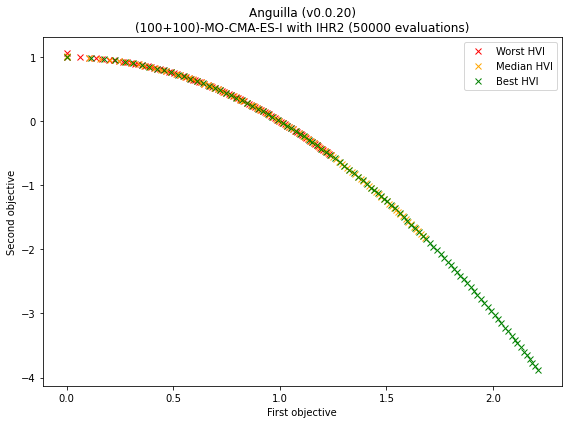 Anguilla (v0.0.20)
(100+100)-MO-CMA-ES-I with IHR2 (50000 evaluations)
Worst HVI
Median HVI
Best HVI
Second objective
1
0
−1
−2
−3
−4
0.0 0.5 1.0 1.5 2.0
First objective